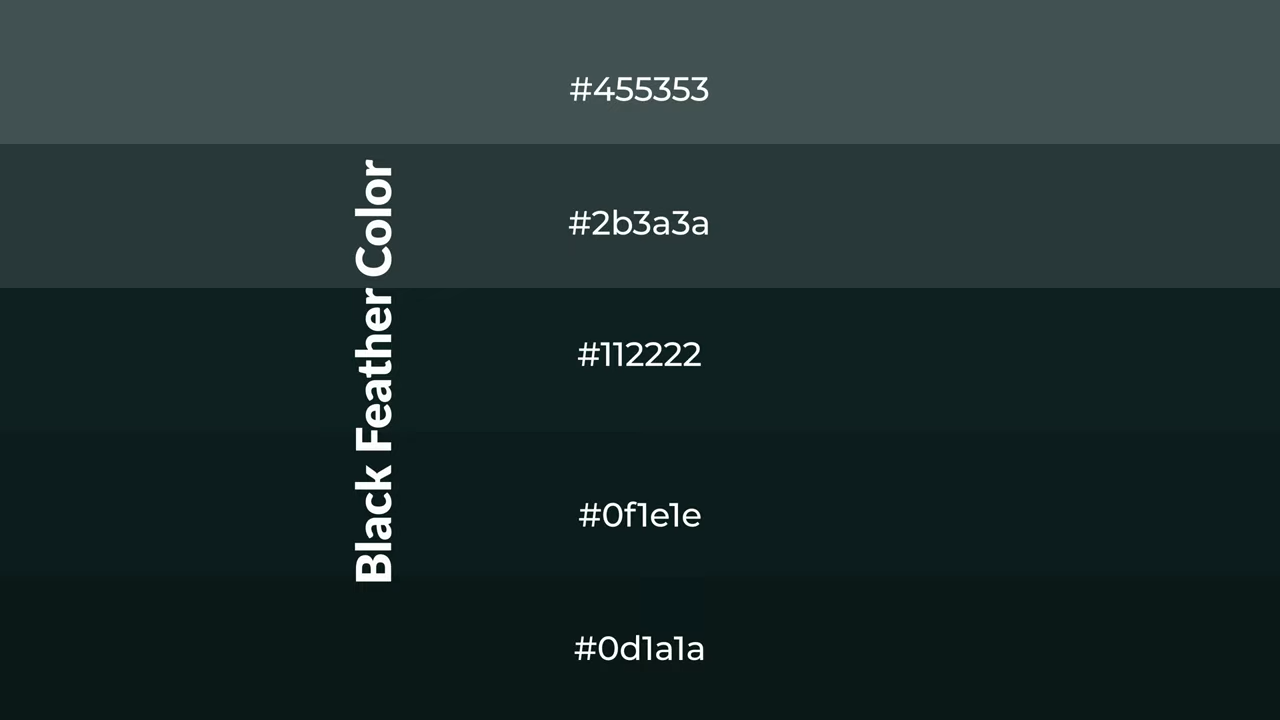 Black Feather Color
#455353
#2b3a3a
#112222
#0f1e1e
#0d1a1a